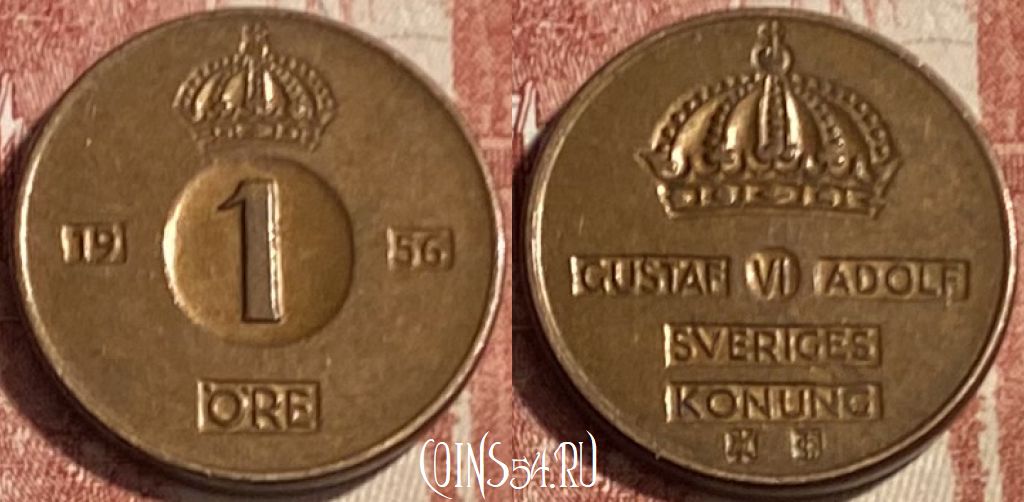 1
19 56
ÖRE
GUSTAF VI ADOLF
SVERIGES
KONUNG
COINS54.RU